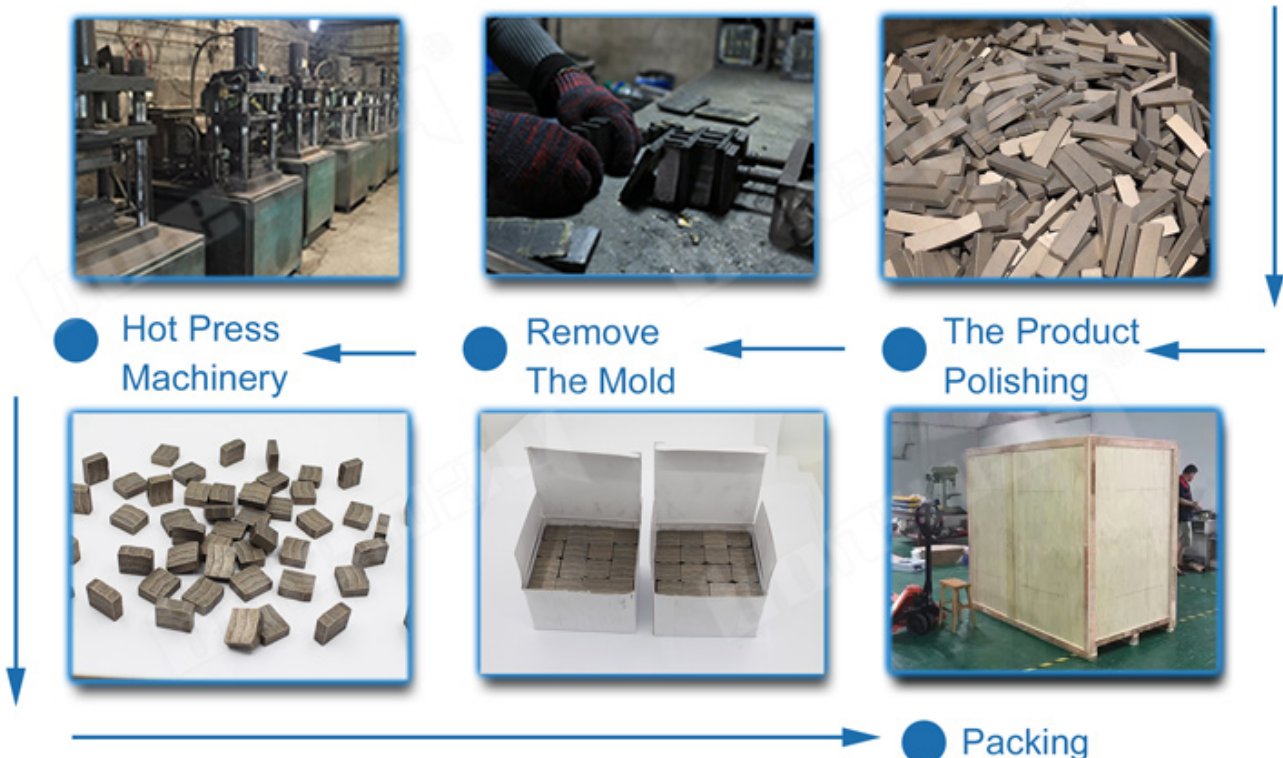 Hot Press
Machinery
Remove
The Mold
The Product
Polishing
Packing